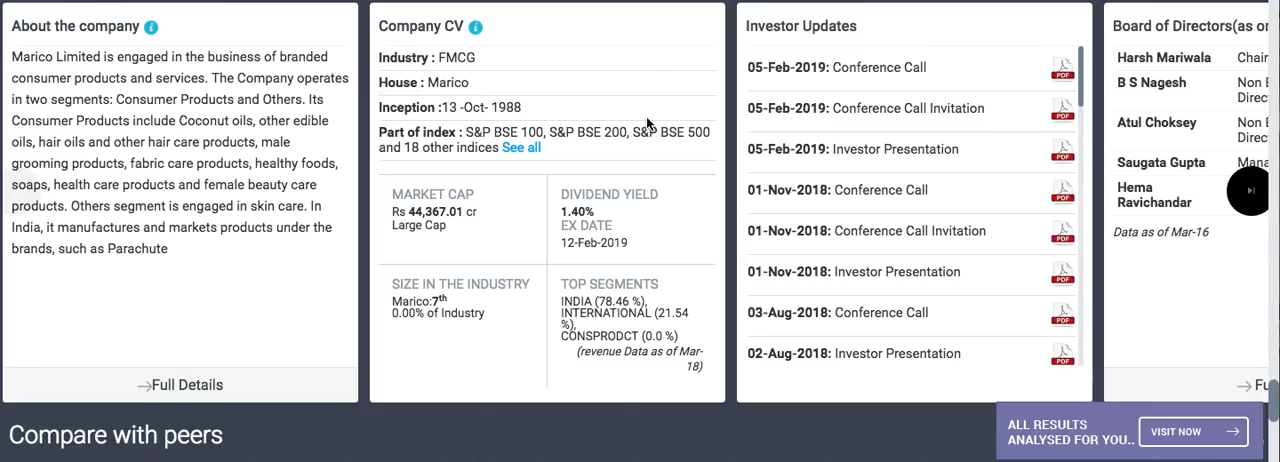 About the company
Marico Limited is engaged in the business of branded
consumer products and services. The Company operates
in two segments: Consumer Products and Others. Its
Consumer Products include Coconut oils, other edible
oils, hair oils and other hair care products, male
grooming products, fabric care products, healthy foods,
soaps, health care products and female beauty care
products. Others segment is engaged in skin care. In
India, it manufactures and markets products under the
brands, such as Parachute
Full Details
Company CV
Industry : FMCG
House : Marico
Inception :13 -Oct- 1988
Part of index : S&P BSE 100, S&P BSE 200, S&P BSE 500
and 18 other indices See all
MARKET CAP
Rs 44,367.01 cr
Large Cap
DIVIDEND YIELD
1.40%
EX DATE
12-Feb-2019
SIZE IN THE INDUSTRY
Marico:7th
0.00% of Industry
TOP SEGMENTS
INDIA (78.46 %),
INTERNATIONAL (21.54
%),
CONSPRODCT (0.0 %)
(revenue Data as of Mar-
18)
Investor Updates
05-Feb-2019: Conference Call
PDF
05-Feb-2019: Conference Call Invitation
PDF
05-Feb-2019: Investor Presentation
PDF
01-Nov-2018: Conference Call
PDF
01-Nov-2018: Conference Call Invitation
PDF
01-Nov-2018: Investor Presentation
PDF
03-Aug-2018: Conference Call
PDF
02-Aug-2018: Investor Presentation
PDF
Board of Directors(as o
Harsh Mariwala Chair
B S Nagesh Non E
Direc
Atul Choksey Non E
Direc
Saugata Gupta Mana
Hema
Ravichandar
Data as of Mar-16
Fu
Compare with peers
ALL RESULTS
ANALYSED FOR YOU..
VISIT NOW